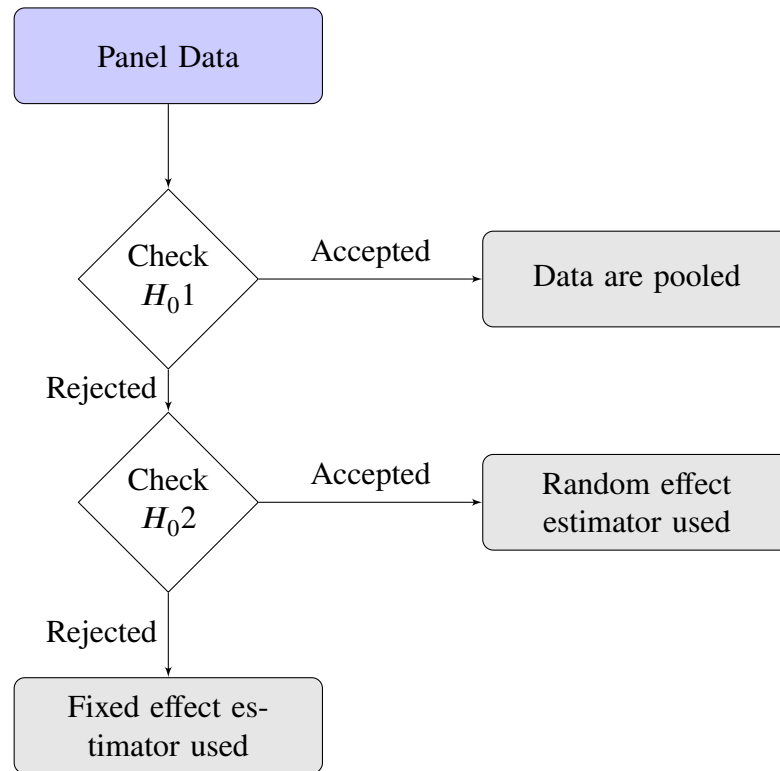 Panel Data
Check
H₀1
Accepted
Data are pooled
Rejected
Check
H₀2
Accepted
Random effect
estimator used
Rejected
Fixed effect es-
timator used